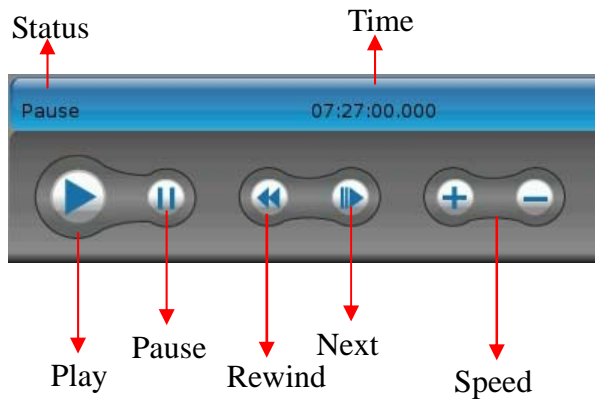 Status Time
Pause 07:27:00.000
Pause Next
Play Rewind Speed